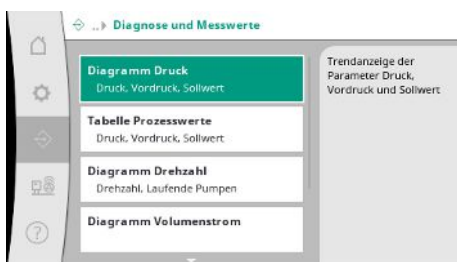 ..▸ Diagnose und Messwerte
Diagramm Druck
Druck, Vordruck, Sollwert
Tabelle Prozesswerte
Druck, Vordruck, Sollwert
Diagramm Drehzahl
Drehzahl, Laufende Pumpen
Diagramm Volumenstrom
Trendanzeige der
Parameter Druck,
Vordruck und Sollwert
?